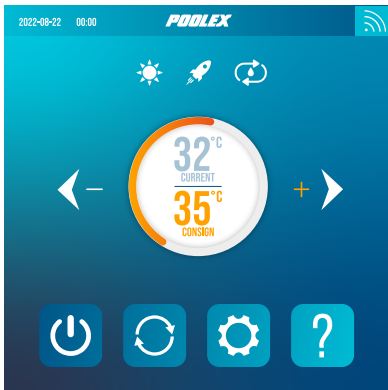 2022-08-22 00:00 POOLEX
32°C
CURRENT
35°C
CONSIGN
− +
?